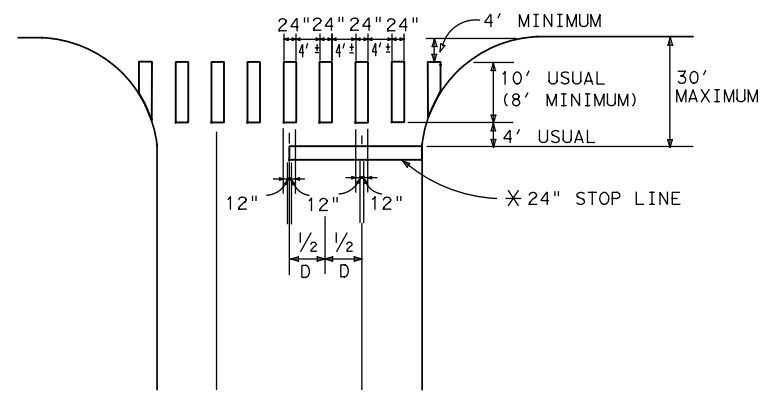 24" 24" 24" 24"
4' ± 4' ± 4' ±
4' MINIMUM
10' USUAL
(8' MINIMUM)
30'
MAXIMUM
4' USUAL
12" 12" 12"
24" STOP LINE
1/2 1/2
D D